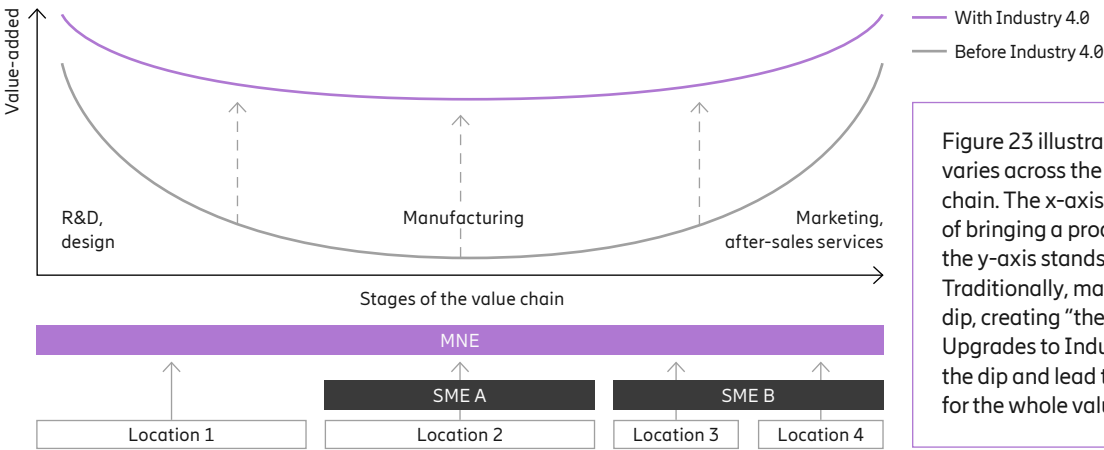 Value-added
With Industry 4.0
Before Industry 4.0
R&D,
design
Manufacturing
Marketing,
after-sales services
Stages of the value chain
MNE
SME A
SME B
Location 1
Location 2
Location 3
Location 4
Figure 23 illustra
varies across the
chain. The x-axis
of bringing a proc
the y-axis stands
Traditionally, ma
dip, creating “the
Upgrades to Indu
the dip and lead t
for the whole valu